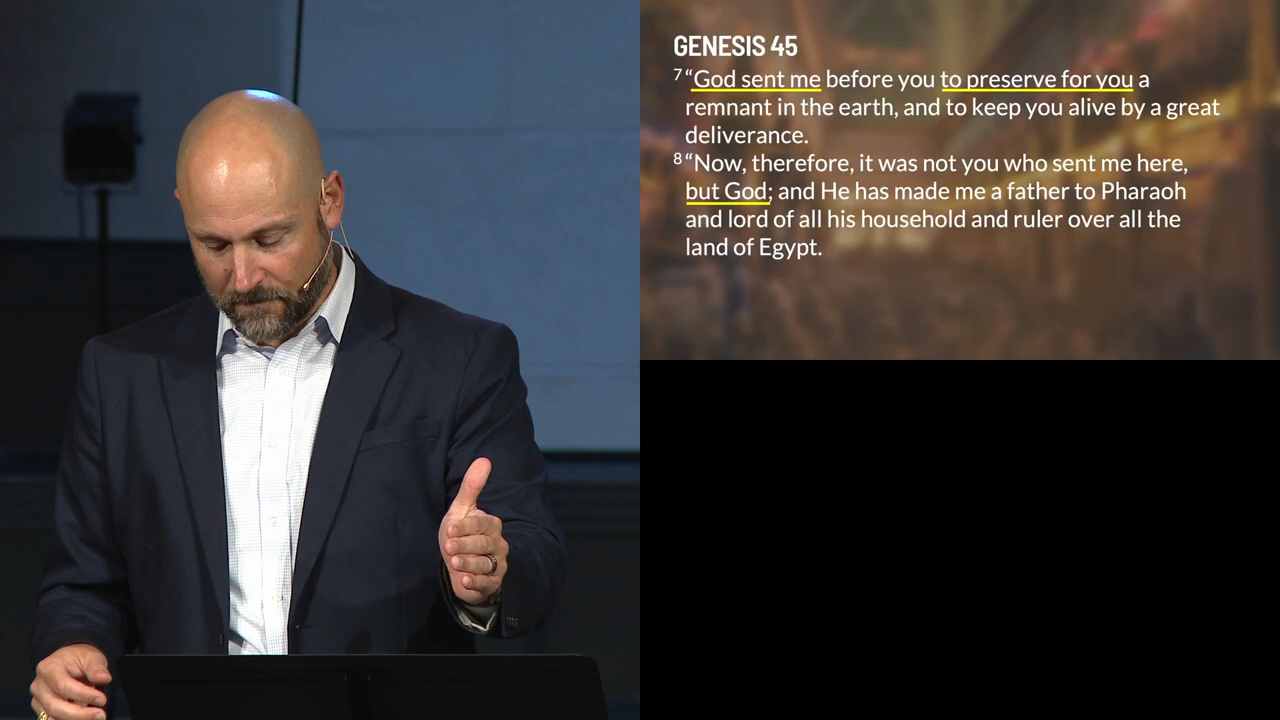 GENESIS 45
7 “God sent me before you to preserve for you a
remnant in the earth, and to keep you alive by a great
deliverance.
8 “Now, therefore, it was not you who sent me here,
but God; and He has made me a father to Pharaoh
and lord of all his household and ruler over all the
land of Egypt.